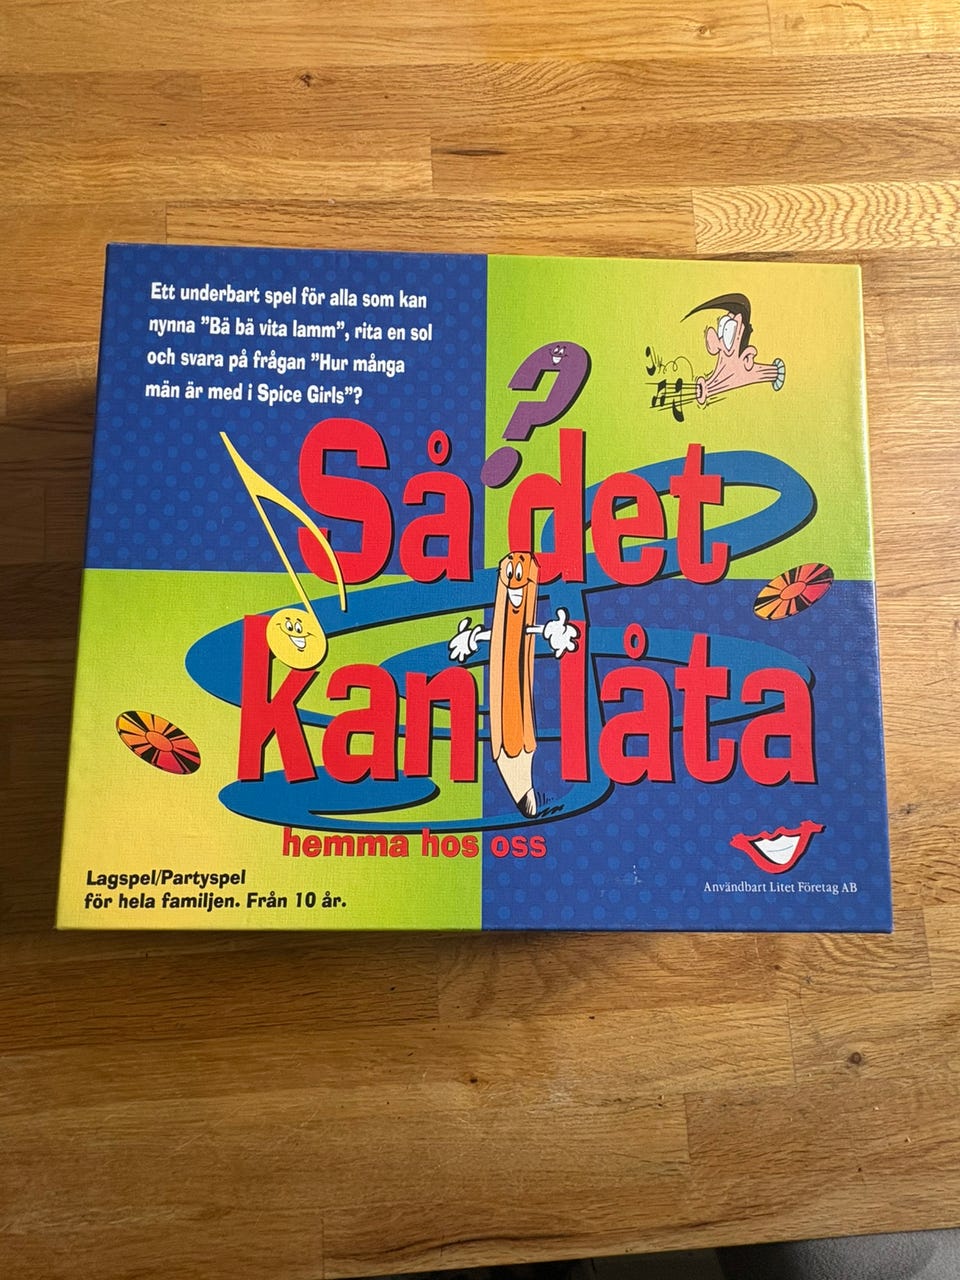 Ett underbart spel för alla som kan
nynna ”Bä bä vita lamm”, rita en sol
och svara på frågan ”Hur många
män är med i Spice Girls”?
Så det
kan låta
hemma hos oss
Lagspel/Partyspel
för hela familjen. Från 10 år.
Användbart Litet Företag AB